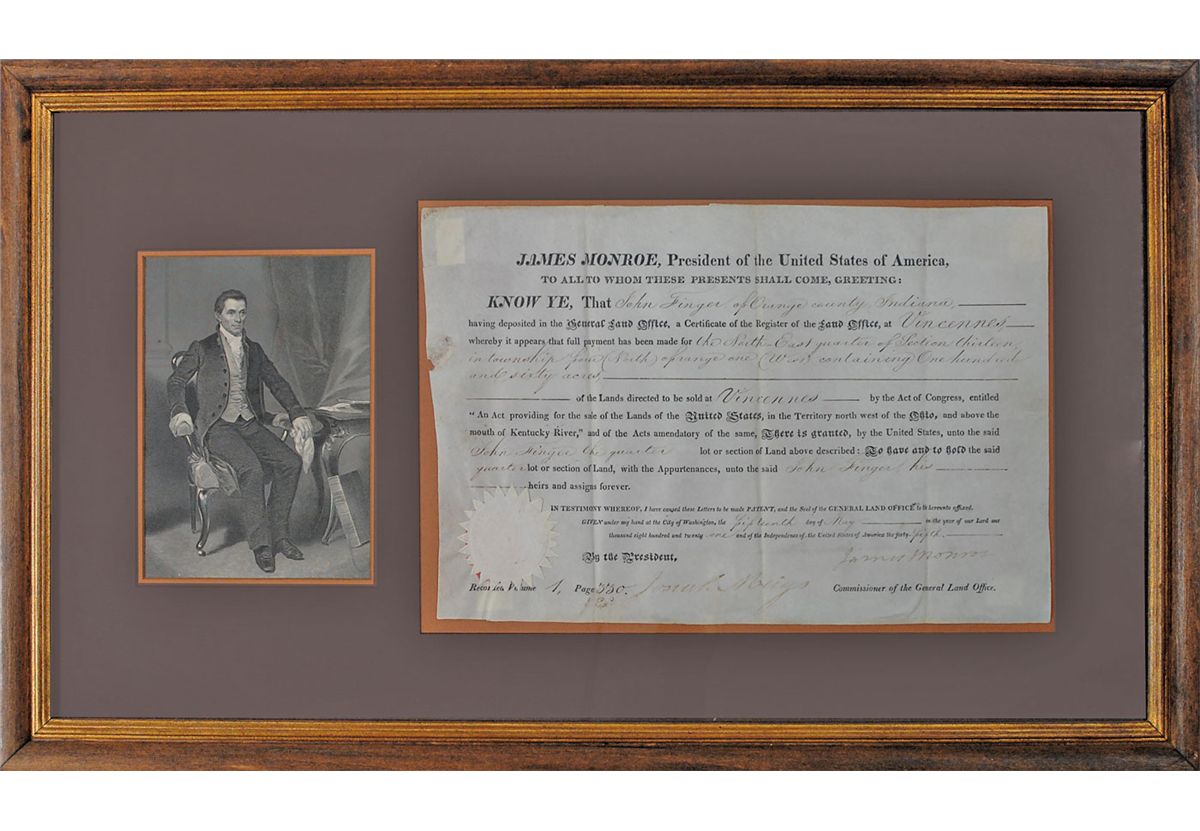 JAMES MONROE, President of the United States of America,
TO ALL TO WHOM THESE PRESENTS SHALL COME, GREETING:
KNOW YE, That John Finger of Orange county, Indiana,
having deposited in the General Land Office, a Certificate of the Register of the Land Office, at Vincennes
whereby it appears that full payment has been made for the North East quarter of Section thirteen
in township four (North) of range one (West) containing One hundred
and sixty acres,
of the Lands directed to be sold at Vincennes by the Act of Congress, entitled
"An Act providing for the sale of the Lands of the United States, in the Territory north west of the Ohio, and above the
mouth of Kentucky River," and of the Acts amendatory of the same, There is granted, by the United States, unto the said
John Finger the quarter lot or section of Land above described: To have and to hold the said
quarter lot or section of Land, with the Appurtenances, unto the said John Finger, his
heirs and assigns forever.
IN TESTIMONY WHEREOF, I have caused these Letters to be made PATENT, and the Seal of the GENERAL LAND OFFICE to be hereunto affixed.
GIVEN under my hand at the City of Washington, the fifteenth day of May in the year of our Lord one
thousand eight hundred and twenty one and of the Independence of the United States of America the forty-fifth.
By the President, James Monroe
Recorded, Volume 1, Page 330. Josiah Meigs Commissioner of the General Land Office.